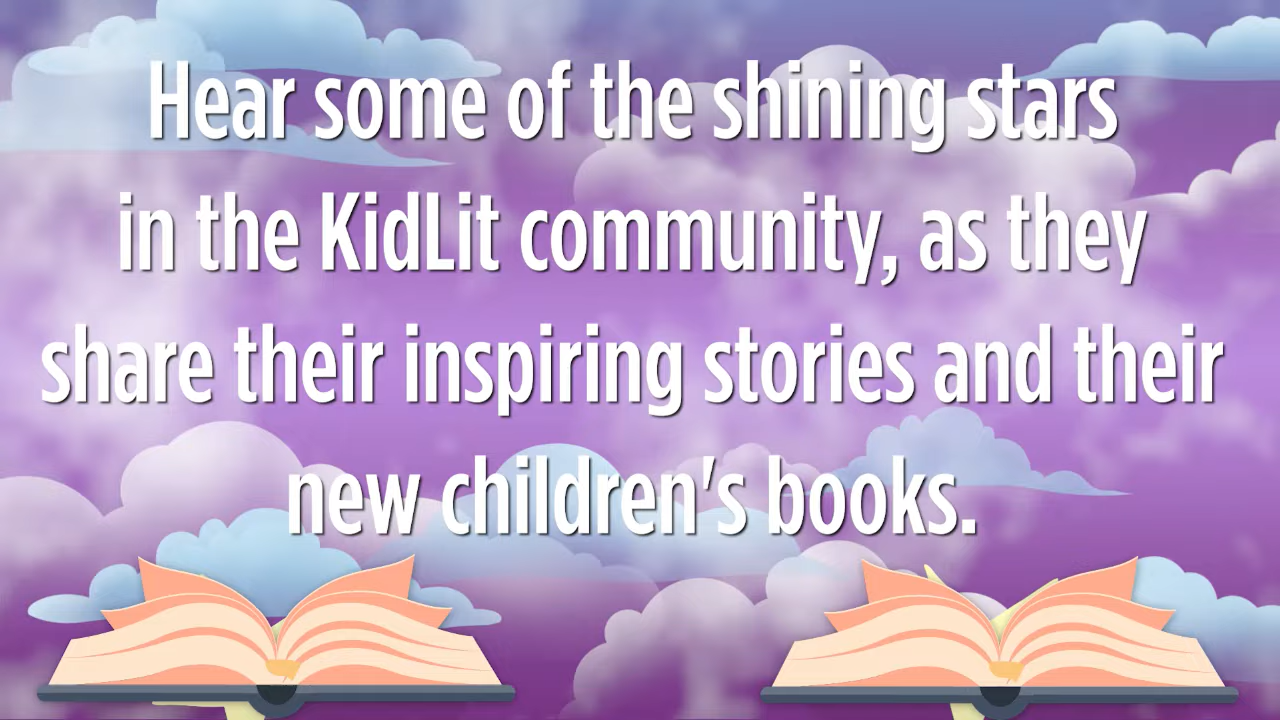 Hear some of the shining stars
in the KidLit community, as they
share their inspiring stories and their
new children's books.